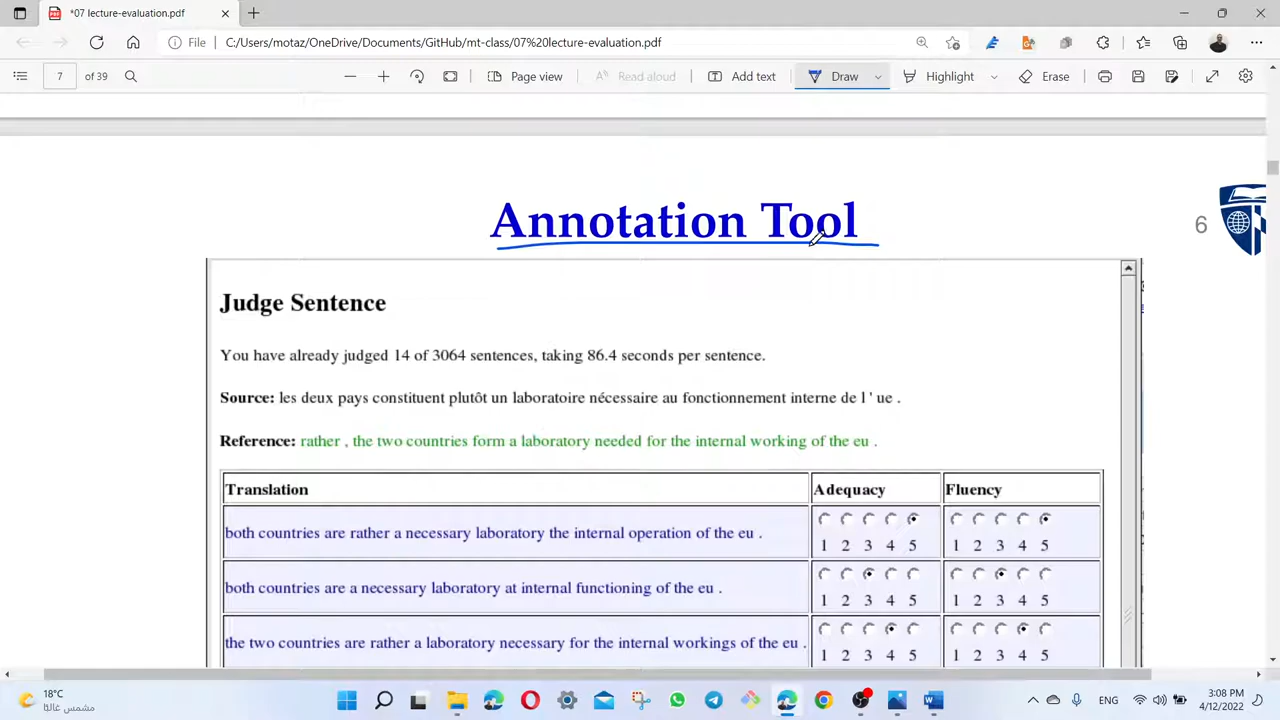 *07 lecture-evaluation.pdf
File C:/Users/motaz/OneDrive/Documents/GitHub/mt-class/07%20lecture-evaluation.pdf
7 of 39 Page view Read aloud Add text Draw Highlight Erase
Annotation Tool
6
Judge Sentence
You have already judged 14 of 3064 sentences, taking 86.4 seconds per sentence.
Source: les deux pays constituent plutôt un laboratoire nécessaire au fonctionnement interne de l ' ue .
Reference: rather , the two countries form a laboratory needed for the internal working of the eu .
Translation Adequacy Fluency
both countries are rather a necessary laboratory the internal operation of the eu .
1 2 3 4 5 1 2 3 4 5
both countries are a necessary laboratory at internal functioning of the eu .
1 2 3 4 5 1 2 3 4 5
the two countries are rather a laboratory necessary for the internal workings of the eu .
1 2 3 4 5 1 2 3 4 5
18°C
مشمس غالبًا
ENG
3:08 PM
4/12/2022